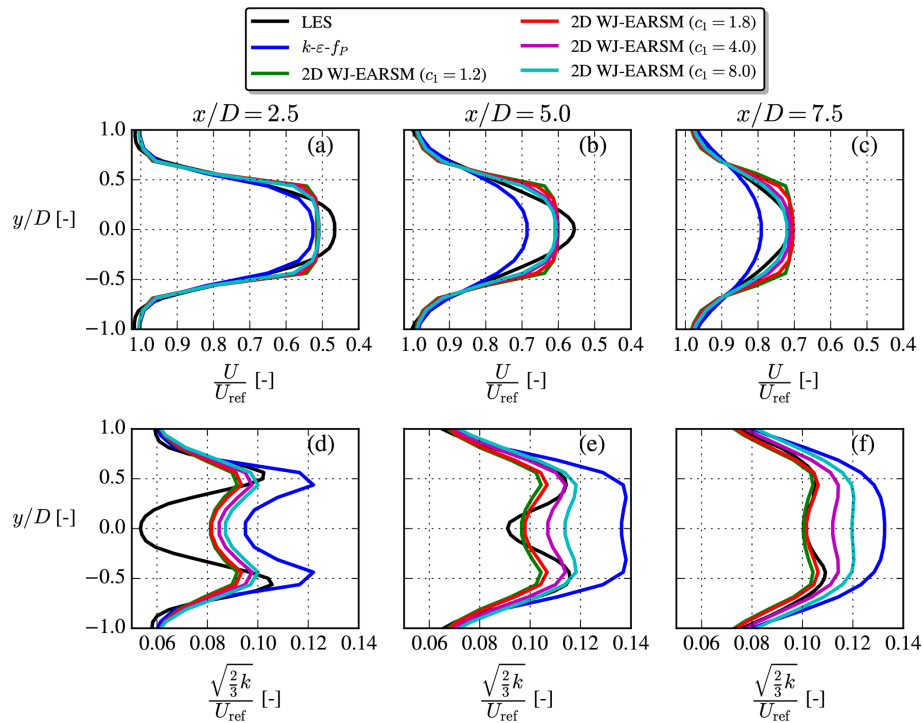 LES
k-ε-f_P
2D WJ-EARSM (c₁ = 1.2)
2D WJ-EARSM (c₁ = 1.8)
2D WJ-EARSM (c₁ = 4.0)
2D WJ-EARSM (c₁ = 8.0)
x/D = 2.5
x/D = 5.0
x/D = 7.5
(a)
(b)
(c)
1.0
0.5
0.0
−0.5
−1.0
y/D [-]
1.0 0.9 0.8 0.7 0.6 0.5 0.4
1.0 0.9 0.8 0.7 0.6 0.5 0.4
1.0 0.9 0.8 0.7 0.6 0.5 0.4
U/U_ref [-]
U/U_ref [-]
U/U_ref [-]
(d)
(e)
(f)
1.0
0.5
0.0
−0.5
−1.0
y/D [-]
0.06 0.08 0.10 0.12 0.14
0.06 0.08 0.10 0.12 0.14
0.06 0.08 0.10 0.12 0.14
√(2/3 k)/U_ref [-]
√(2/3 k)/U_ref [-]
√(2/3 k)/U_ref [-]